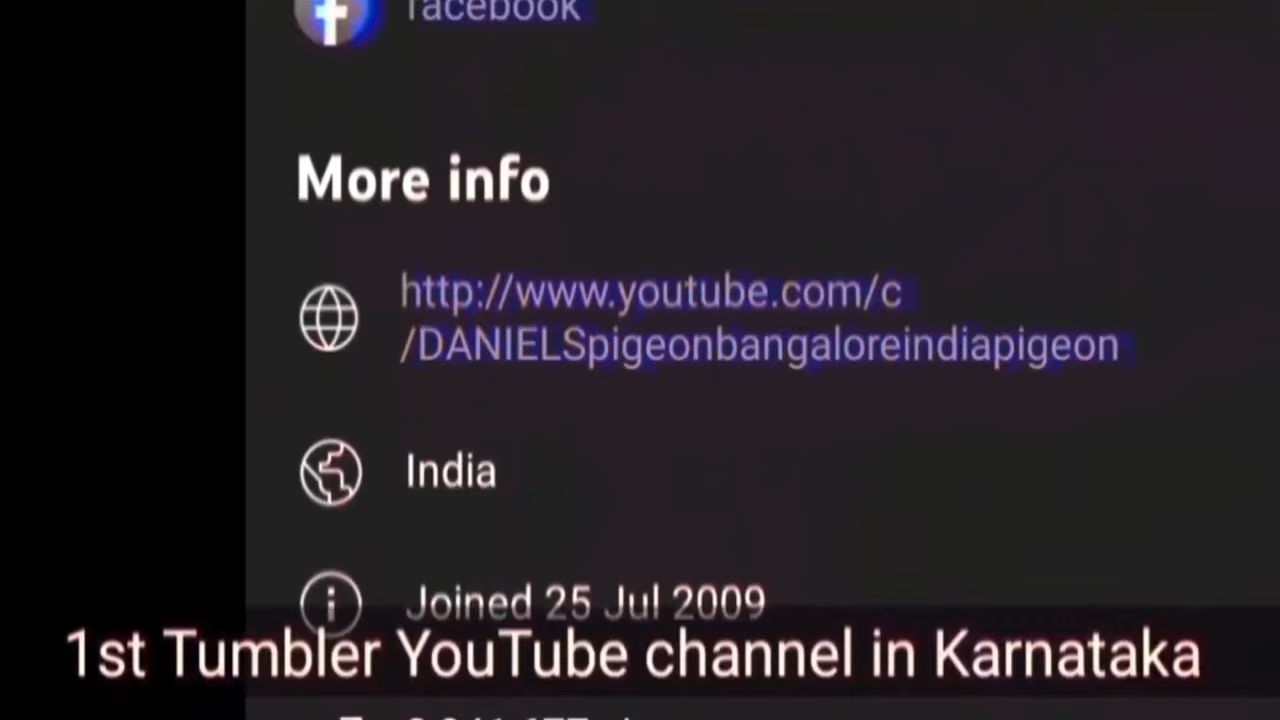 facebook
More info
http://www.youtube.com/c
/DANIELSpigeonbangaloreindiapigeon
India
Joined 25 Jul 2009
1st Tumbler YouTube channel in Karnataka